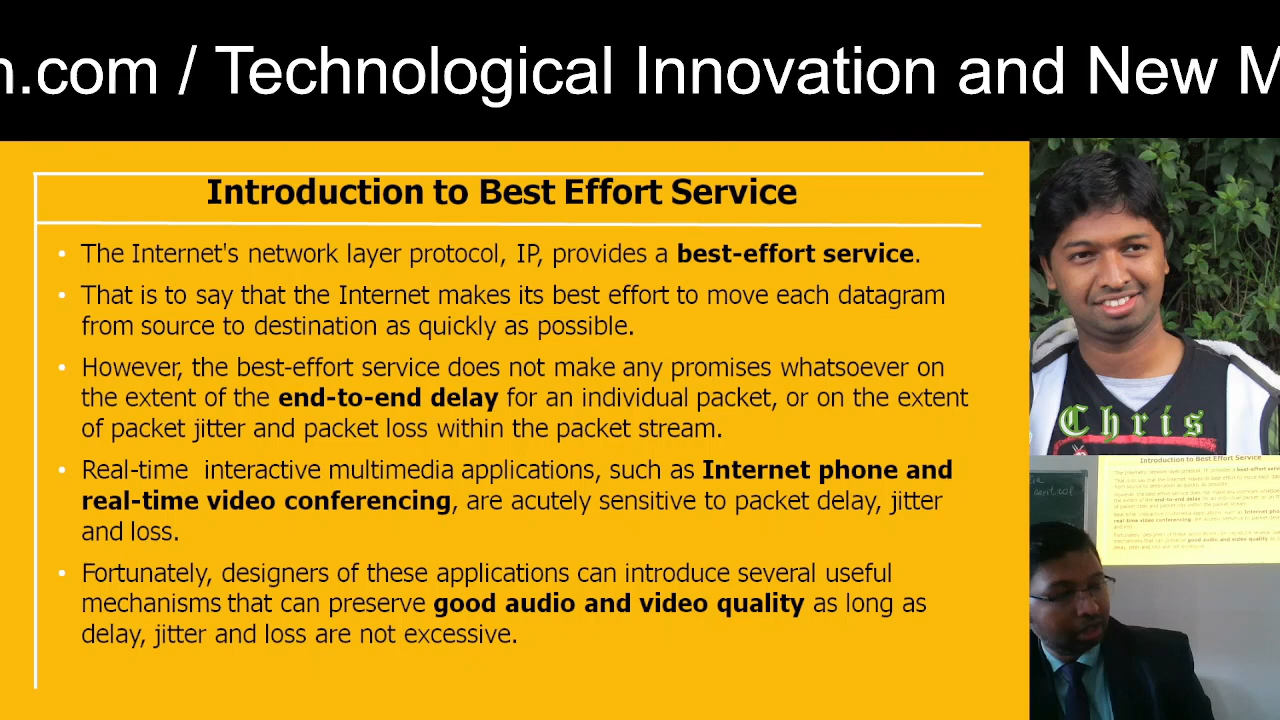 n.com / Technological Innovation and New M
Introduction to Best Effort Service
• The Internet's network layer protocol, IP, provides a best-effort service.
• That is to say that the Internet makes its best effort to move each datagram
from source to destination as quickly as possible.
• However, the best-effort service does not make any promises whatsoever on
the extent of the end-to-end delay for an individual packet, or on the extent
of packet jitter and packet loss within the packet stream.
• Real-time interactive multimedia applications, such as Internet phone and
real-time video conferencing, are acutely sensitive to packet delay, jitter
and loss.
• Fortunately, designers of these applications can introduce several useful
mechanisms that can preserve good audio and video quality as long as
delay, jitter and loss are not excessive.
Chris
Introduction to Best Effort Service
control